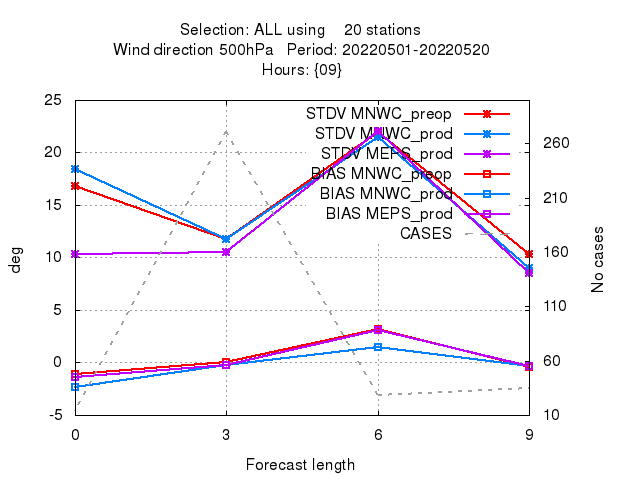 Selection: ALL using 20 stations
Wind direction 500hPa Period: 20220501-20220520
Hours: {09}
25
20
15
10
5
0
-5
deg
STDV MNWC_preop
STDV MNWC_prod
STDV MEPS_prod
BIAS MNWC_preop
BIAS MNWC_prod
BIAS MEPS_prod
CASES
260
210
160
110
60
10
No cases
0 3 6 9
Forecast length